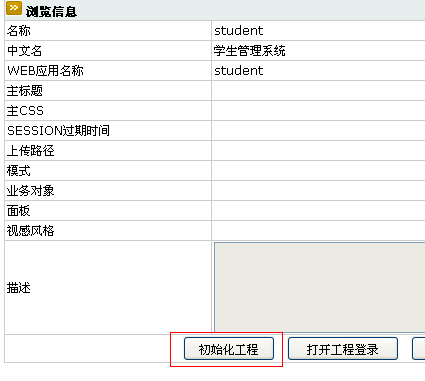 浏览信息
名称 student
中文名 学生管理系统
WEB应用名称 student
主标题
主CSS
SESSION过期时间
上传路径
模式
业务对象
面板
视感风格
描述
初始化工程 打开工程登录